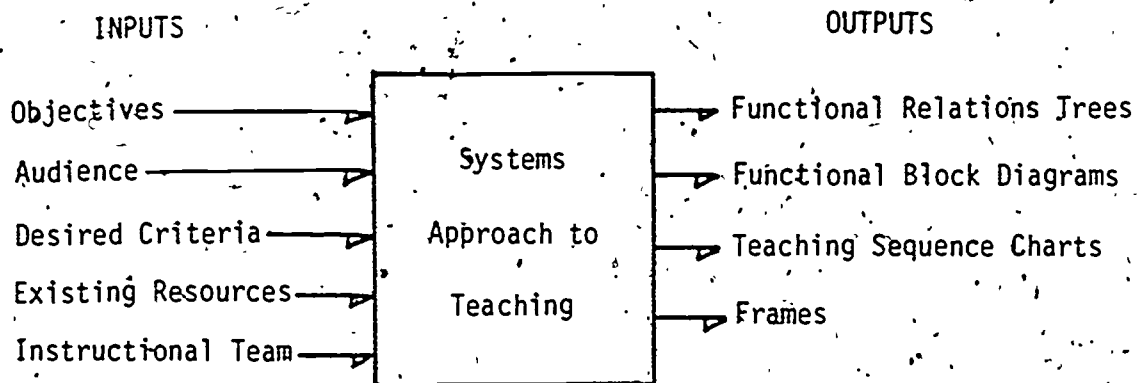 INPUTS
OUTPUTS
Objectives
Audience
Desired Criteria
Existing Resources
Instructional Team
Systems
Approach to
Teaching
Functional Relations Trees
Functional Block Diagrams
Teaching Sequence Charts
Frames